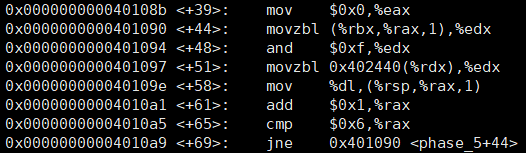 0x000000000040108b <+39>: mov $0x0,%eax
0x0000000000401090 <+44>: movzbl (%rbx,%rax,1),%edx
0x0000000000401094 <+48>: and $0xf,%edx
0x0000000000401097 <+51>: movzbl 0x402440(%rdx),%edx
0x000000000040109e <+58>: mov %dl,(%rsp,%rax,1)
0x00000000004010a1 <+61>: add $0x1,%rax
0x00000000004010a5 <+65>: cmp $0x6,%rax
0x00000000004010a9 <+69>: jne 0x401090 <phase_5+44>